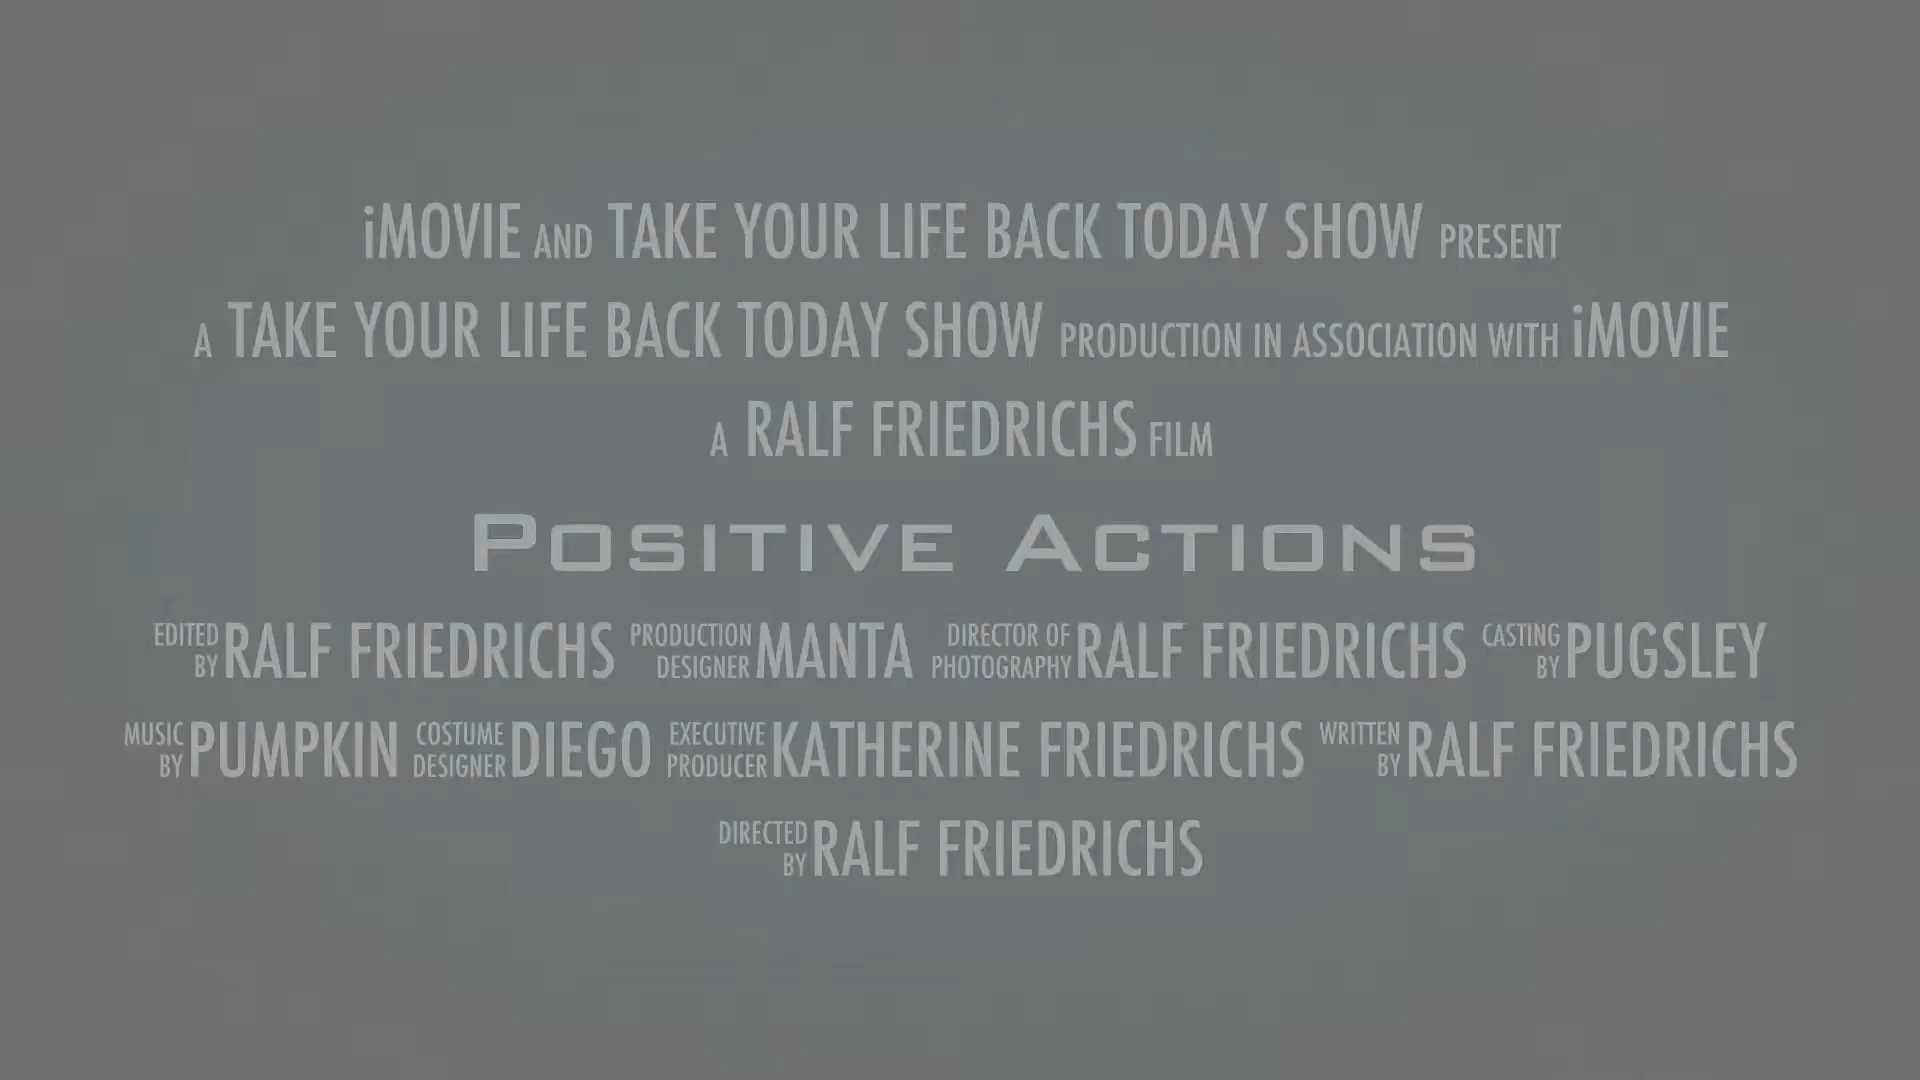 iMOVIE AND TAKE YOUR LIFE BACK TODAY SHOW PRESENT
A TAKE YOUR LIFE BACK TODAY SHOW PRODUCTION IN ASSOCIATION WITH iMOVIE
A RALF FRIEDRICHS FILM
POSITIVE ACTIONS
EDITED BY RALF FRIEDRICHS PRODUCTION DESIGNER MANTA DIRECTOR OF PHOTOGRAPHY RALF FRIEDRICHS CASTING BY PUGSLEY
MUSIC BY PUMPKIN COSTUME DESIGNER DIEGO EXECUTIVE PRODUCER KATHERINE FRIEDRICHS WRITTEN BY RALF FRIEDRICHS
DIRECTED BY RALF FRIEDRICHS